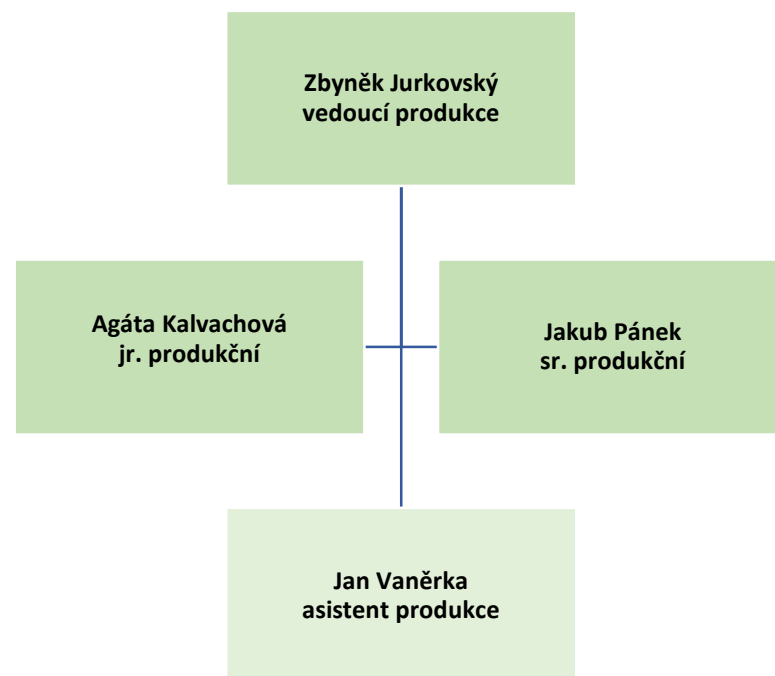 Zbyněk Jurkovský
vedoucí produkce
Agáta Kalvachová
jr. produkční
Jakub Pánek
sr. produkční
Jan Vaněrka
asistent produkce